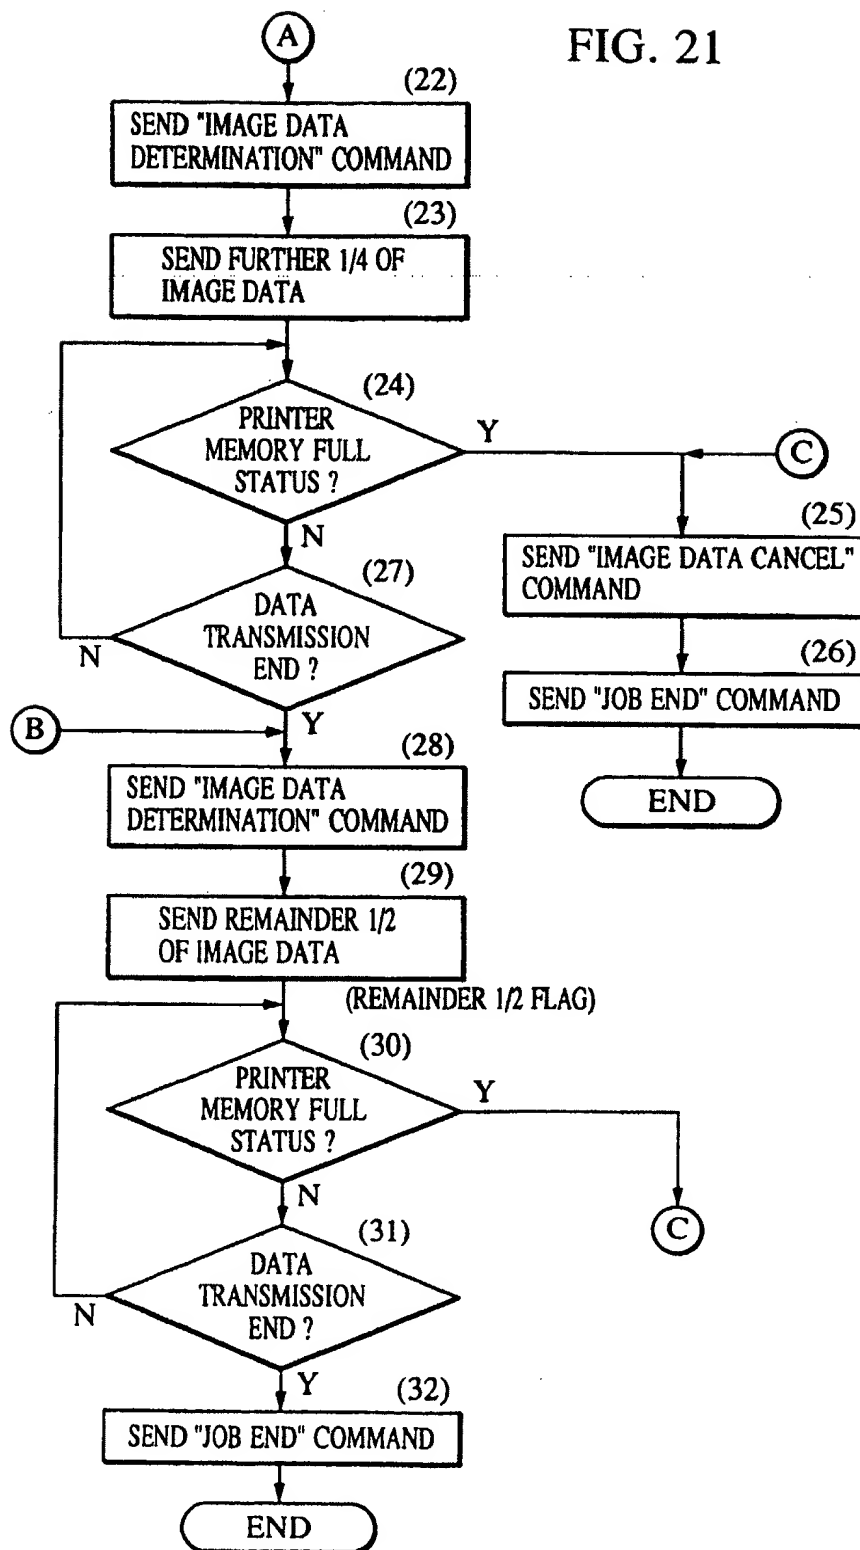 A
FIG. 21
(22)
SEND "IMAGE DATA
DETERMINATION" COMMAND
(23)
SEND FURTHER 1/4 OF
IMAGE DATA
(24)
PRINTER
MEMORY FULL
STATUS ?
Y
C
N
(25)
SEND "IMAGE DATA CANCEL"
COMMAND
(26)
SEND "JOB END" COMMAND
END
(27)
DATA
TRANSMISSION
END ?
N
Y
B
(28)
SEND "IMAGE DATA
DETERMINATION" COMMAND
(29)
SEND REMAINDER 1/2
OF IMAGE DATA
(REMAINDER 1/2 FLAG)
(30)
PRINTER
MEMORY FULL
STATUS ?
Y
N
C
(31)
DATA
TRANSMISSION
END ?
N
Y
(32)
SEND "JOB END" COMMAND
END